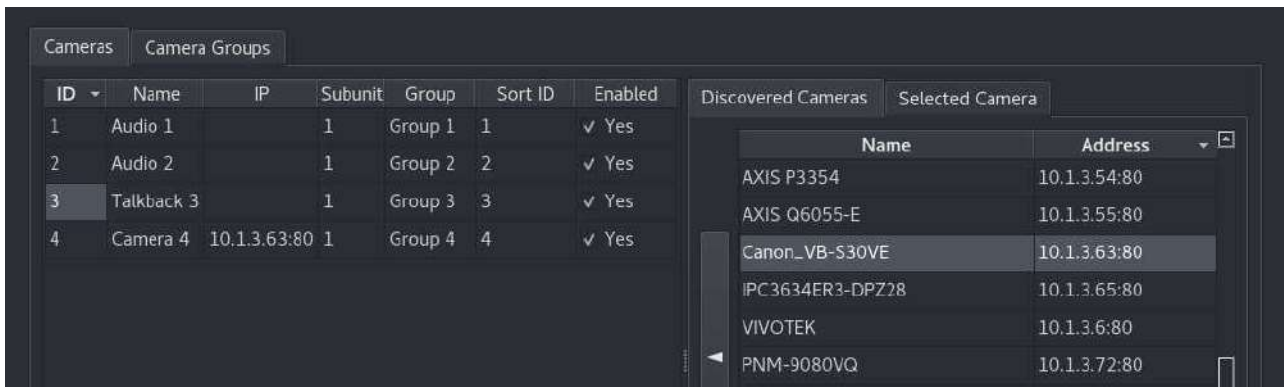 Cameras Camera Groups
ID Name IP Subunit Group Sort ID Enabled
1 Audio 1 1 Group 1 1 Yes
2 Audio 2 1 Group 2 2 Yes
3 Talkback 3 1 Group 3 3 Yes
4 Camera 4 10.1.3.63:80 1 Group 4 4 Yes
Discovered Cameras Selected Camera
Name Address
AXIS P3354 10.1.3.54:80
AXIS Q6055-E 10.1.3.55:80
Canon_VB-S30VE 10.1.3.63:80
IPC3634ER3-DPZ28 10.1.3.65:80
VIVOTEK 10.1.3.6:80
PNM-9080VQ 10.1.3.72:80